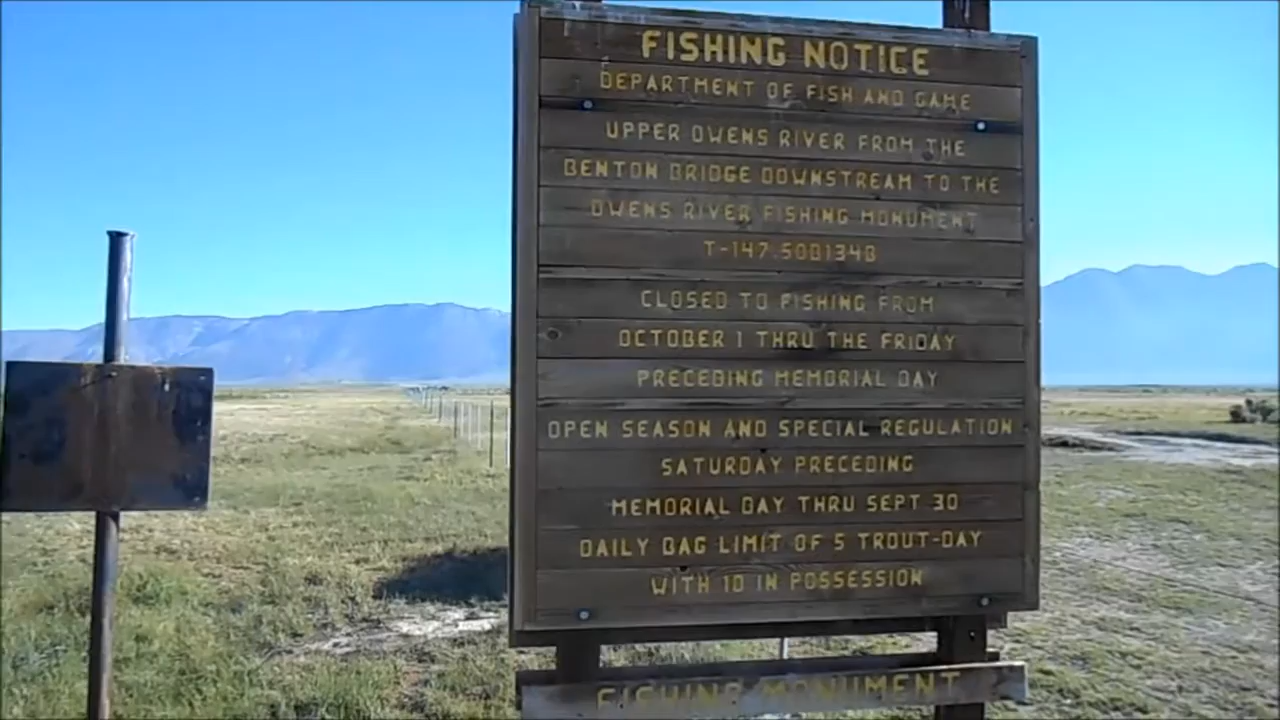 FISHING NOTICE
DEPARTMENT OF FISH AND GAME
UPPER OWENS RIVER FROM THE
BENTON BRIDGE DOWNSTREAM TO THE
OWENS RIVER FISHING MONUMENT
T-147.50B134B
CLOSED TO FISHING FROM
OCTOBER 1 THRU THE FRIDAY
PRECEDING MEMORIAL DAY
OPEN SEASON AND SPECIAL REGULATION
SATURDAY PRECEDING
MEMORIAL DAY THRU SEPT 30
DAILY BAG LIMIT OF 5 TROUT-DAY
WITH 10 IN POSSESSION
FISHING MONUMENT